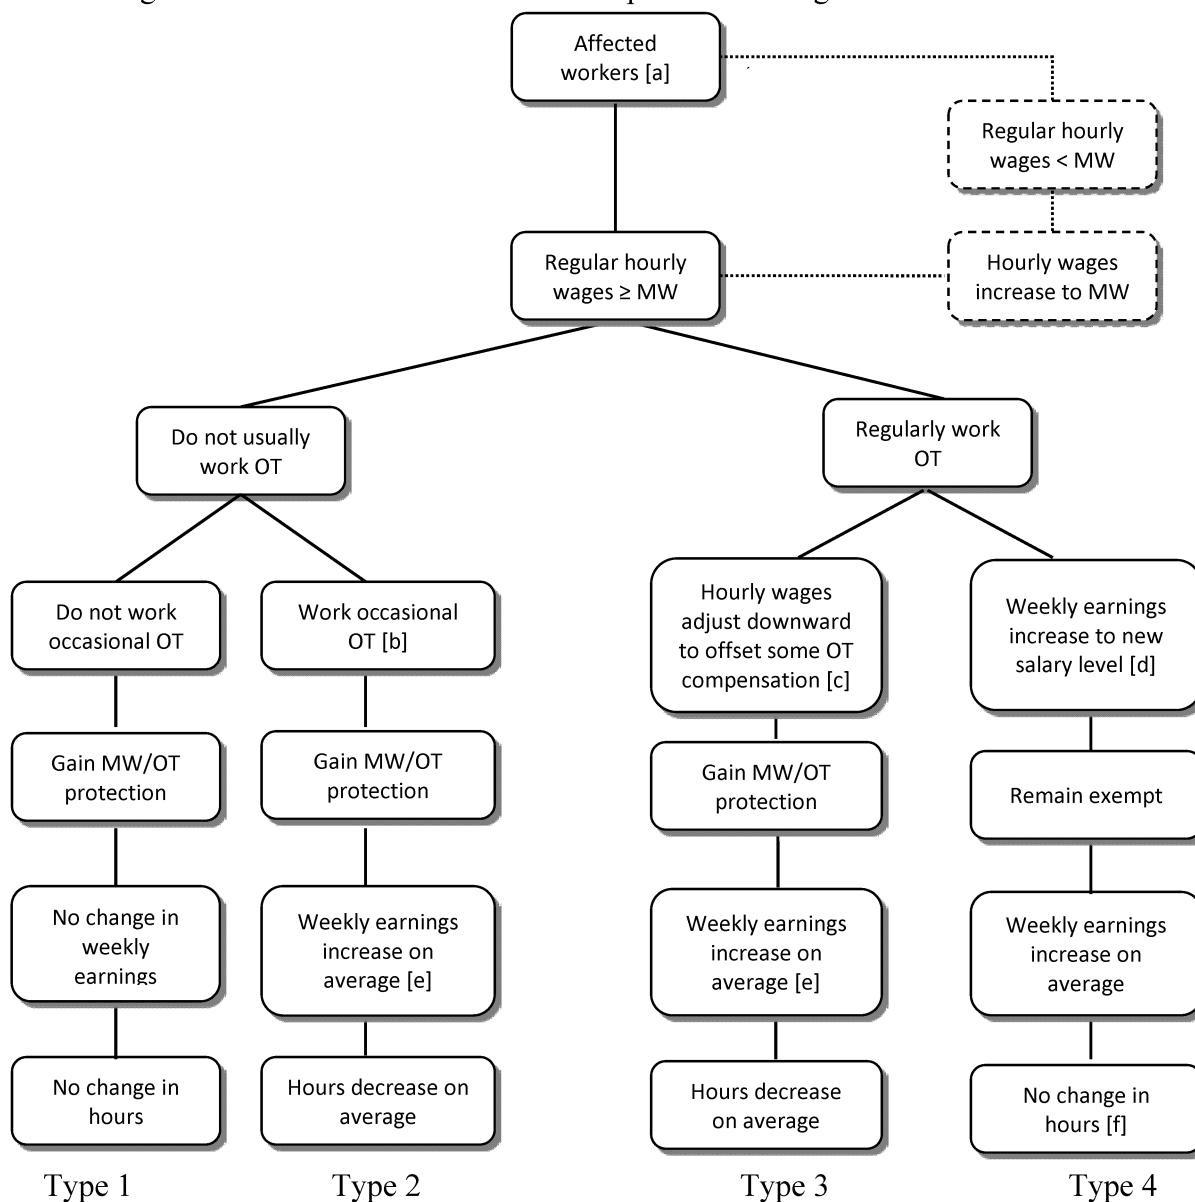 Affected
workers [a]
Regular hourly
wages < MW
Regular hourly
wages ≥ MW
Hourly wages
increase to MW
Do not usually
work OT
Regularly work
OT
Do not work
occasional OT
Work occasional
OT [b]
Hourly wages
adjust downward
to offset some OT
compensation [c]
Weekly earnings
increase to new
salary level [d]
Gain MW/OT
protection
Gain MW/OT
protection
Gain MW/OT
protection
Remain exempt
No change in
weekly
earnings
Weekly earnings
increase on
average [e]
Weekly earnings
increase on
average [e]
Weekly earnings
increase on
average
No change in
hours
Hours decrease on
average
Hours decrease
on average
No change in
hours [f]
Type 1
Type 2
Type 3
Type 4